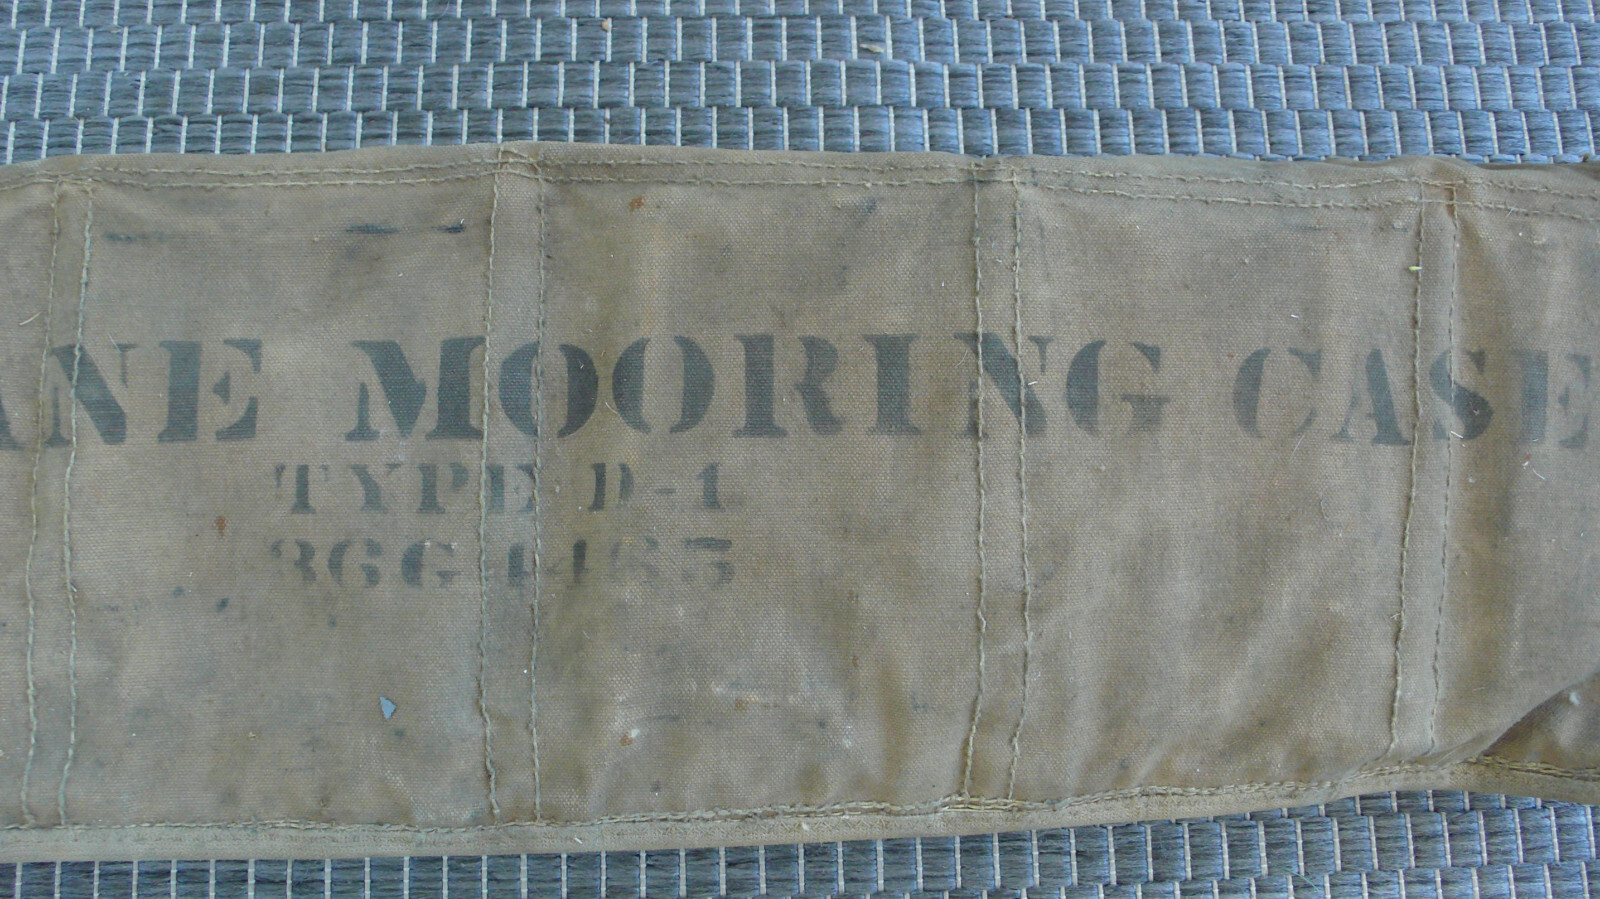 ANE MOORING CASE
TYPE D-1